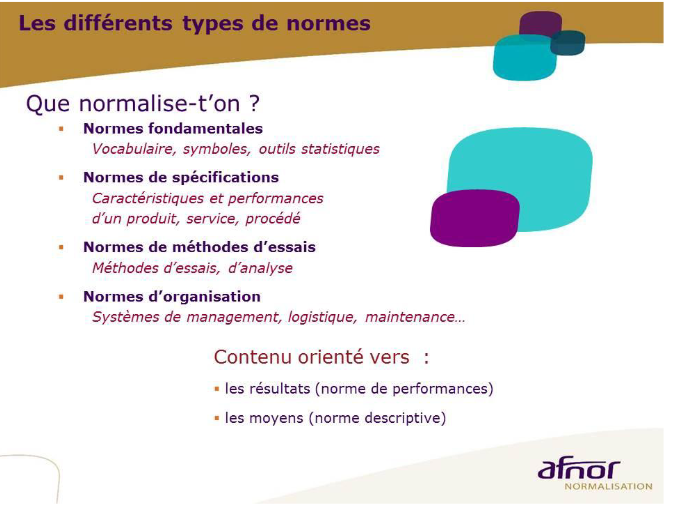 Les différents types de normes
Que normalise-t’on ?
▪ Normes fondamentales
Vocabulaire, symboles, outils statistiques
▪ Normes de spécifications
Caractéristiques et performances
d’un produit, service, procédé
▪ Normes de méthodes d’essais
Méthodes d’essais, d’analyse
▪ Normes d’organisation
Systèmes de management, logistique, maintenance…
Contenu orienté vers :
▪ les résultats (norme de performances)
▪ les moyens (norme descriptive)
afnor
NORMALISATION